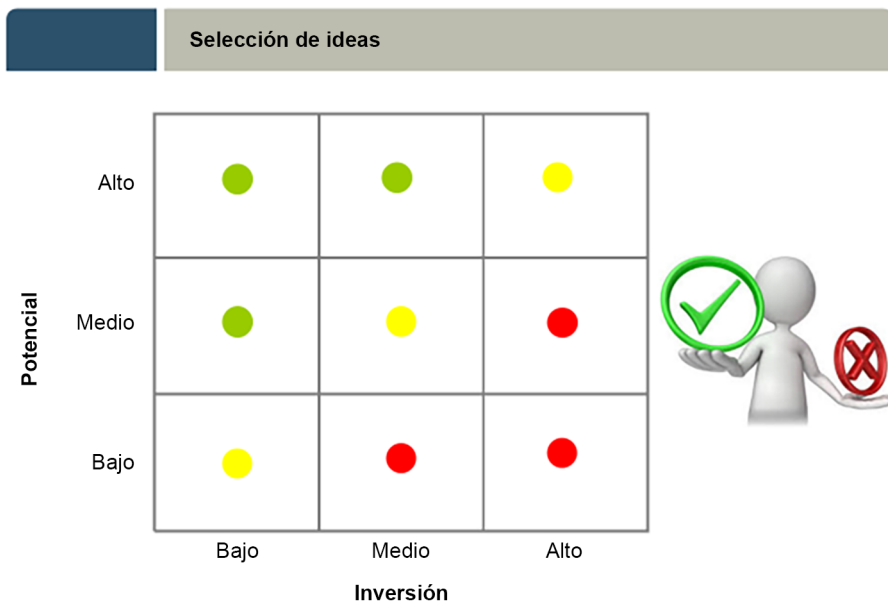 Selección de ideas
Potencial
Alto
Medio
Bajo
Bajo
Medio
Alto
Inversión